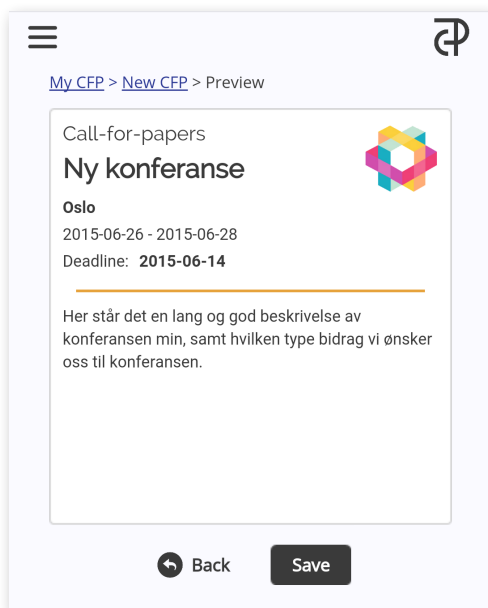 My CFP > New CFP > Preview
Call-for-papers
Ny konferanse
Oslo
2015-06-26 - 2015-06-28
Deadline: 2015-06-14
Her står det en lang og god beskrivelse av
konferansen min, samt hvilken type bidrag vi ønsker
oss til konferansen.
Back
Save